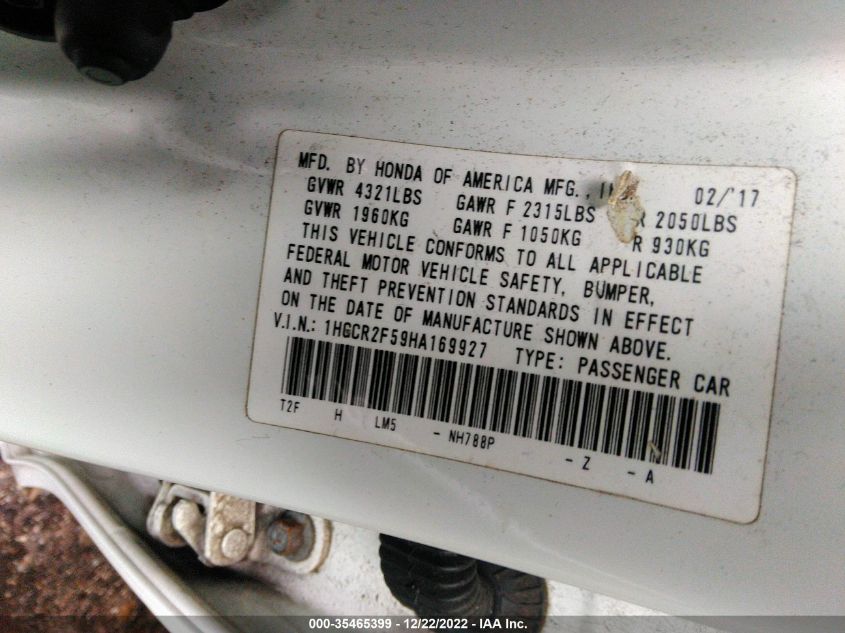 MFD. BY HONDA OF AMERICA MFG., 02/'17
GVWR 4321LBS GAWR F 2315LBS R 2050LBS
GVWR 1960KG GAWR F 1050KG R 930KG
THIS VEHICLE CONFORMS TO ALL APPLICABLE
FEDERAL MOTOR VEHICLE SAFETY, BUMPER,
AND THEFT PREVENTION STANDARDS IN EFFECT
ON THE DATE OF MANUFACTURE SHOWN ABOVE.
V.I.N.: 1HGCR2F59HA169927 TYPE: PASSENGER CAR
T2F H LM5 - NH788P - Z - A
000-35465399 - 12/22/2022 - IAA Inc.